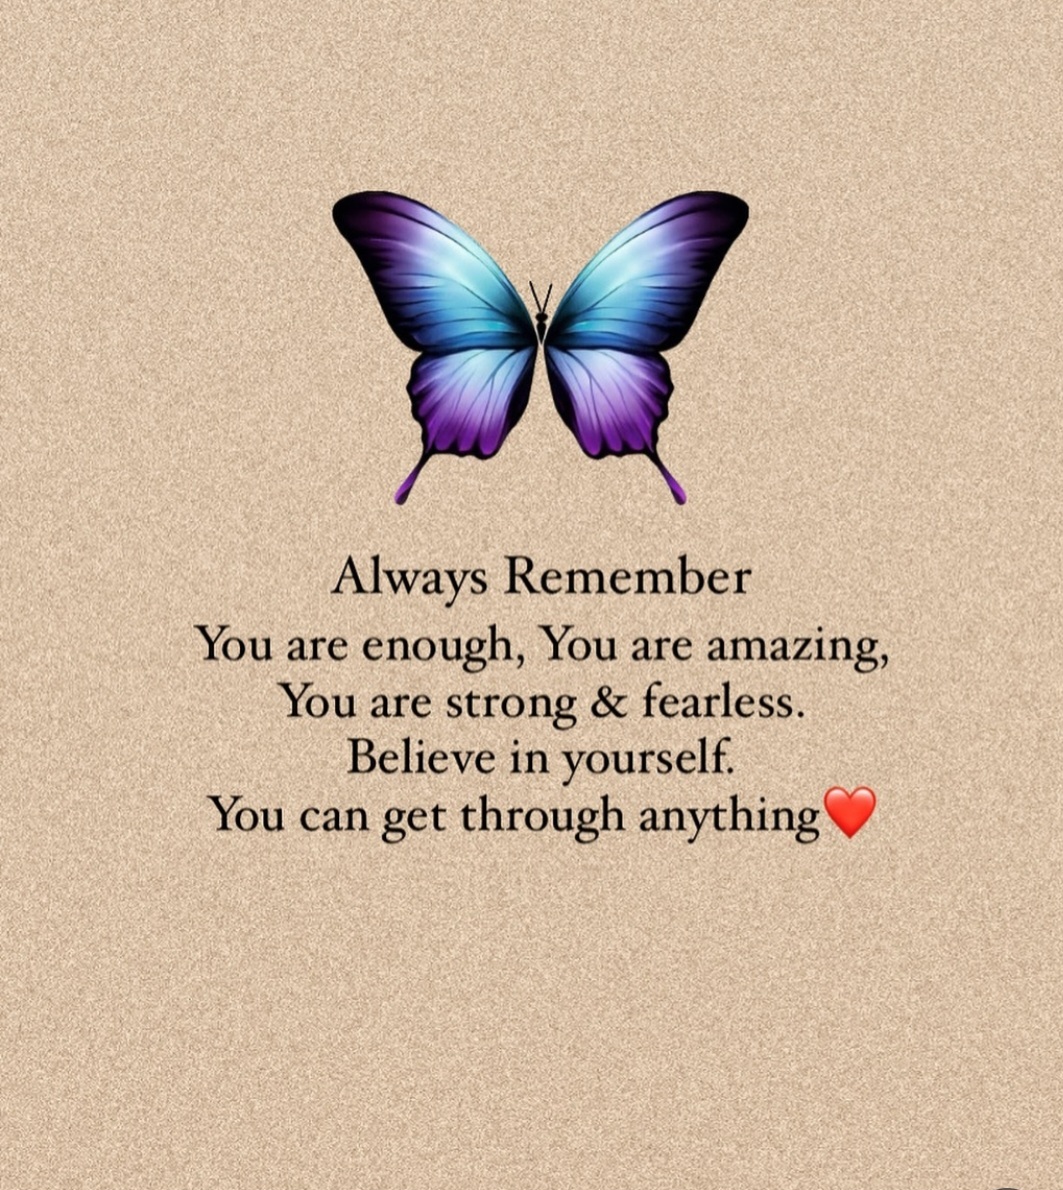 Always Remember
You are enough, You are amazing,
You are strong & fearless.
Believe in yourself.
You can get through anything❤️